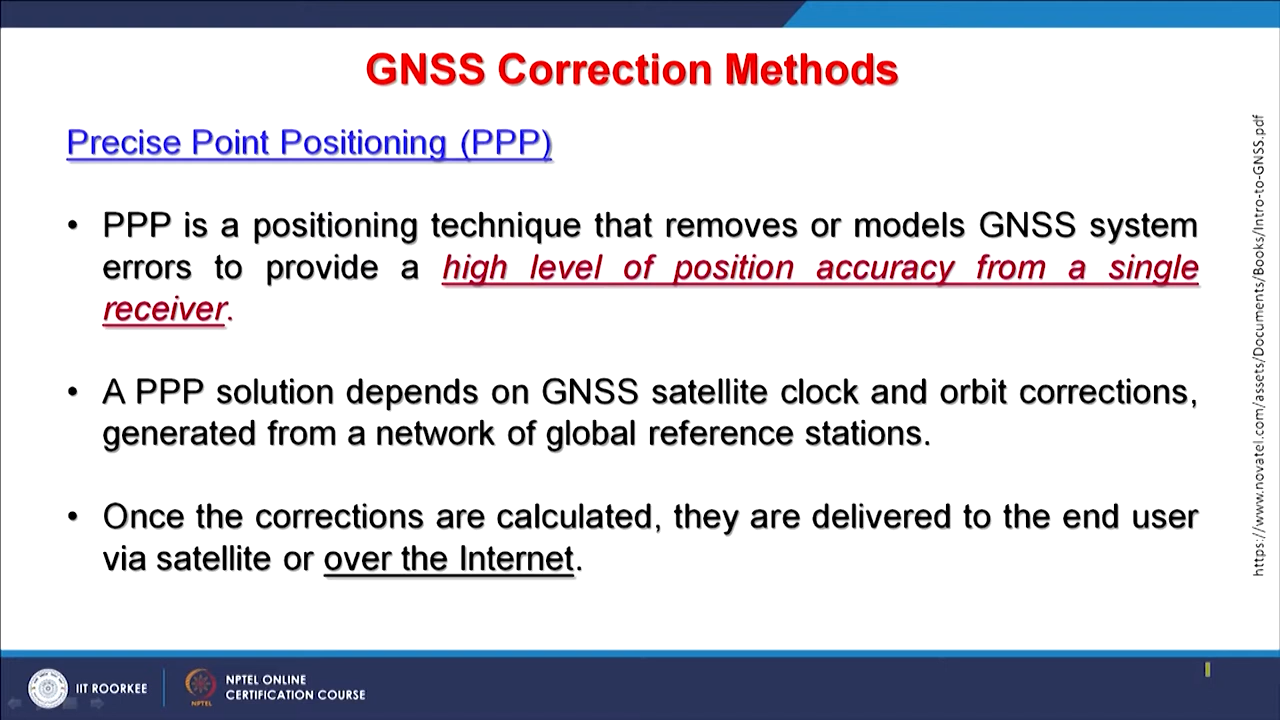 GNSS Correction Methods
Precise Point Positioning (PPP)
• PPP is a positioning technique that removes or models GNSS system
errors to provide a high level of position accuracy from a single
receiver.
• A PPP solution depends on GNSS satellite clock and orbit corrections,
generated from a network of global reference stations.
• Once the corrections are calculated, they are delivered to the end user
via satellite or over the Internet.
https://www.novatel.com/assets/Documents/Books/Intro-to-GNSS.pdf
IIT ROORKEE
NPTEL
NPTEL ONLINE
CERTIFICATION COURSE